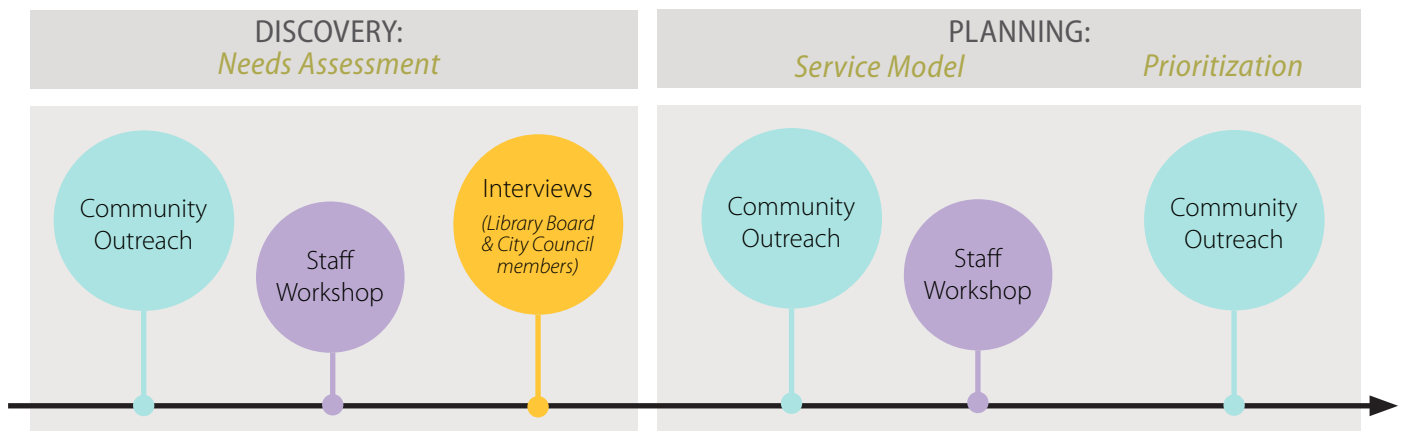 DISCOVERY:
Needs Assessment
PLANNING:
Service Model
Prioritization
Community
Outreach
Staff
Workshop
Interviews
(Library Board
& City Council
members)
Community
Outreach
Staff
Workshop
Community
Outreach